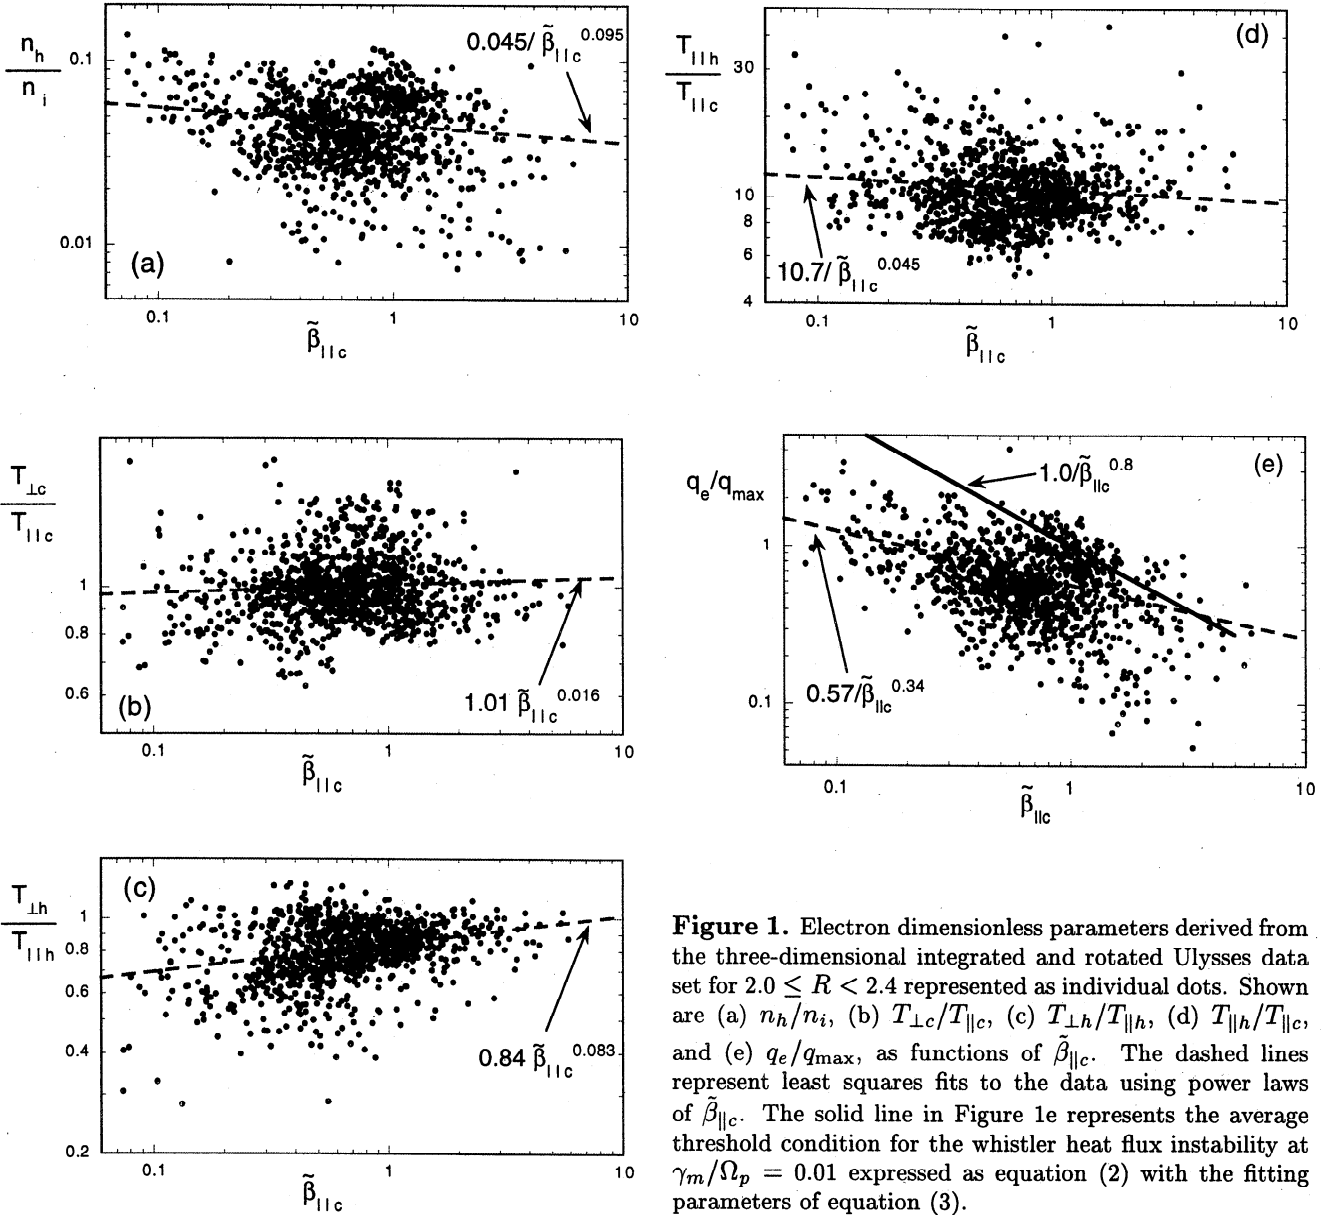 n_h
n_i
0.1
0.01
0.045/ β̃_||c^0.095
(a)
0.1 1 10
β̃_||c
T_||h
T_||c
30
10
8
6
4
(d)
10.7/ β̃_||c^0.045
0.1 1 10
β̃_||c
T_⊥c
T_||c
1
0.8
0.6
(b)
1.01 β̃_||c^0.016
0.1 1 10
β̃_||c
q_e/q_max
1
0.1
(e)
1.0/β̃_||c^0.8
0.57/β̃_||c^0.34
0.1 1 10
β̃_||c
T_⊥h
T_||h
1
0.8
0.6
0.4
0.2
(c)
0.84 β̃_||c^0.083
0.1 1 10
β̃_||c
Figure 1. Electron dimensionless parameters derived from
the three-dimensional integrated and rotated Ulysses data
set for 2.0 ≤ R < 2.4 represented as individual dots. Shown
are (a) n_h/n_i, (b) T_⊥c/T_∥c, (c) T_⊥h/T_∥h, (d) T_∥h/T_∥c,
and (e) q_e/q_max, as functions of β̃_∥c. The dashed lines
represent least squares fits to the data using power laws
of β̃_∥c. The solid line in Figure 1e represents the average
threshold condition for the whistler heat flux instability at
γ_m/Ω_p = 0.01 expressed as equation (2) with the fitting
parameters of equation (3).